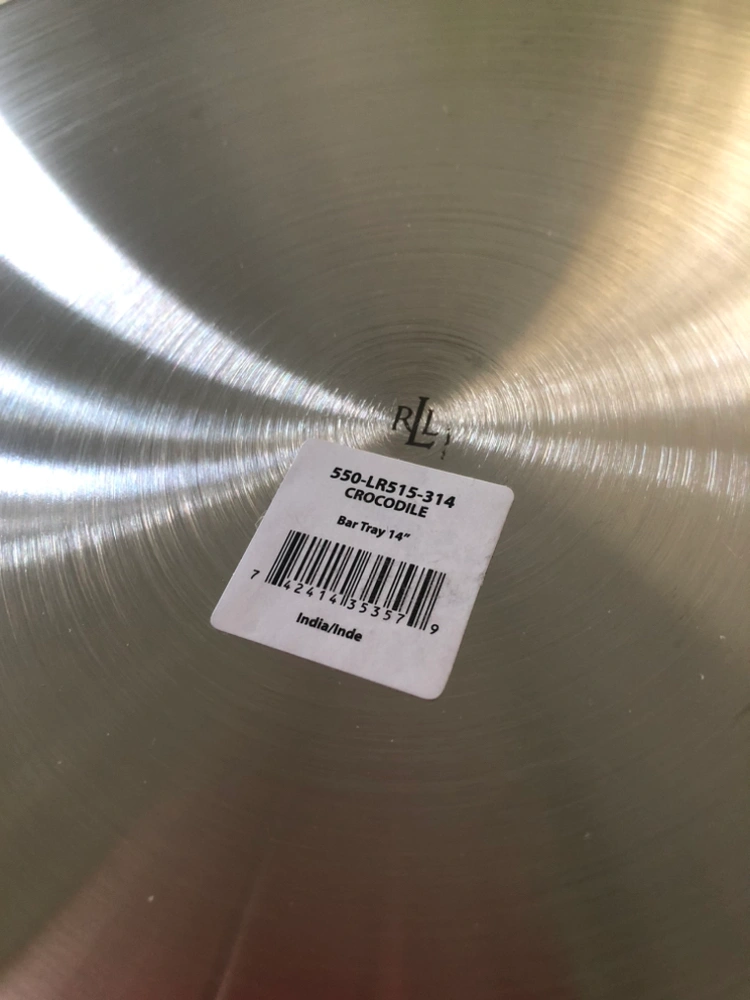 RLL
550-LR515-314
CROCODILE
Bar Tray 14"
7 42414 35357 9
India/Inde